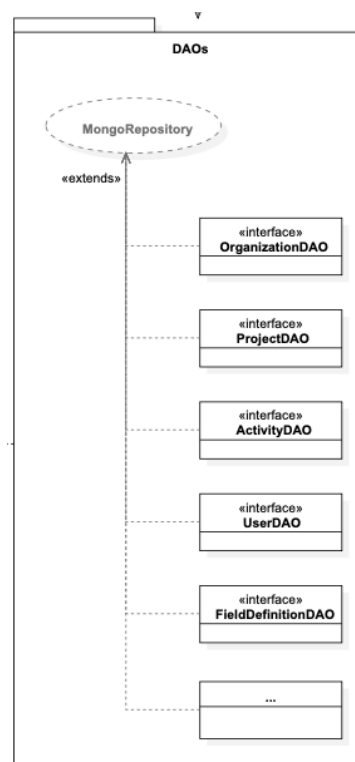 DAOs
MongoRepository
«extends»
«interface»
OrganizationDAO
«interface»
ProjectDAO
«interface»
ActivityDAO
«interface»
UserDAO
«interface»
FieldDefinitionDAO
...